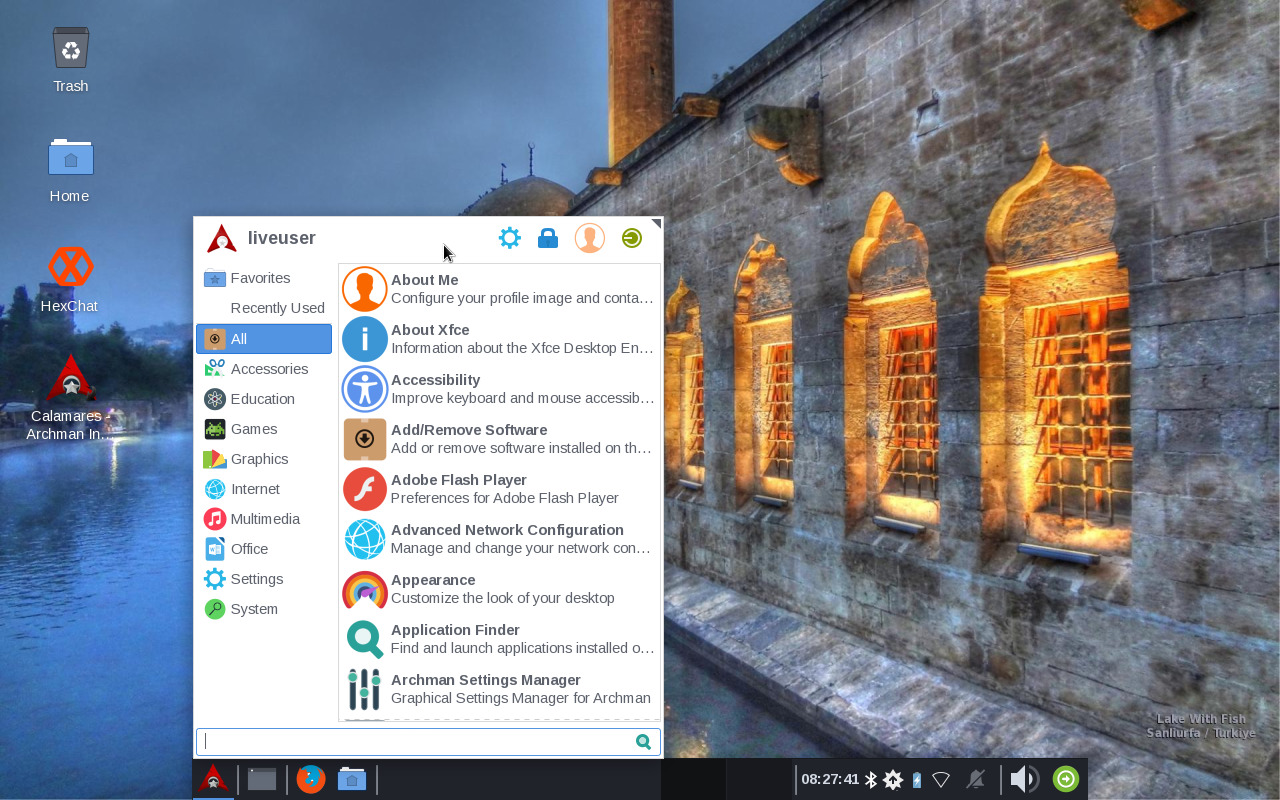 Trash
Home
HexChat
Calamares -
Archman In...
liveuser
Favorites
Recently Used
All
Accessories
Education
Games
Graphics
Internet
Multimedia
Office
Settings
System
About Me
Configure your profile image and conta...
About Xfce
Information about the Xfce Desktop En...
Accessibility
Improve keyboard and mouse accessib...
Add/Remove Software
Add or remove software installed on th...
Adobe Flash Player
Preferences for Adobe Flash Player
Advanced Network Configuration
Manage and change your network con...
Appearance
Customize the look of your desktop
Application Finder
Find and launch applications installed o...
Archman Settings Manager
Graphical Settings Manager for Archman
Lake With Fish
Sanliurfa / Turkiye
08:27:41